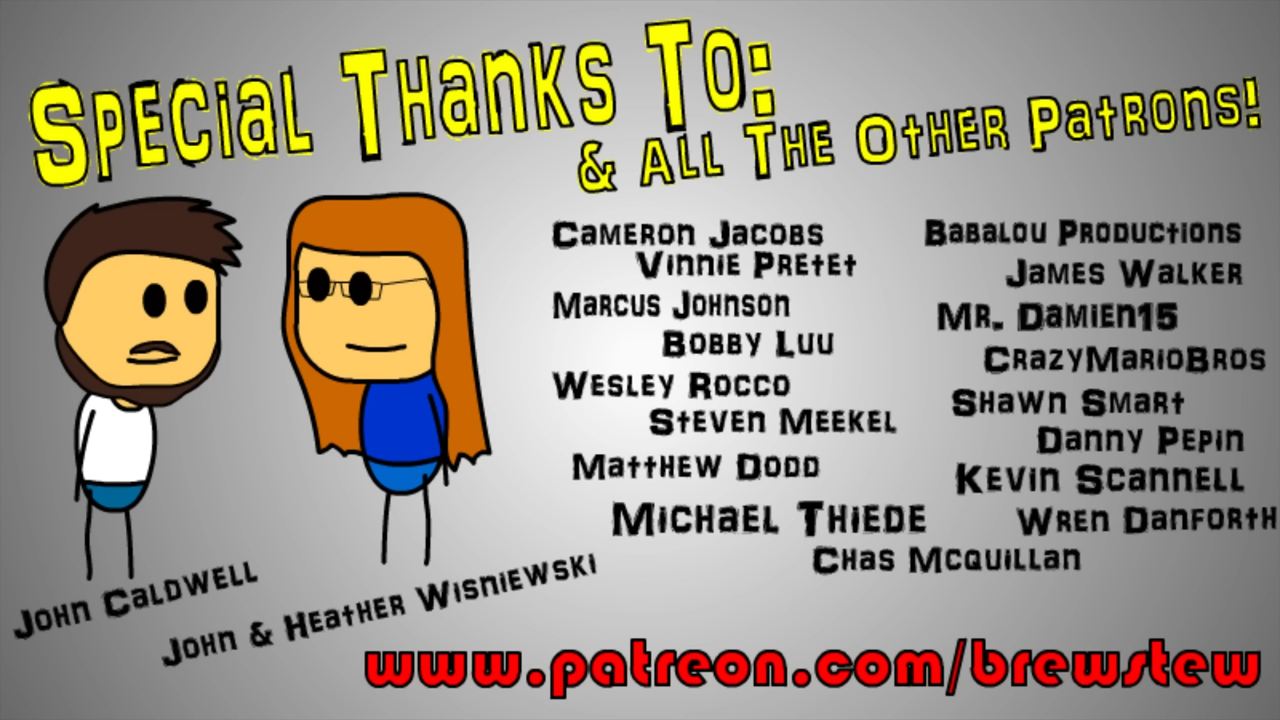 Special Thanks To:
& All The Other Patrons!
Cameron Jacobs
Vinnie Pretet
Marcus Johnson
Bobby Luu
Wesley Rocco
Steven Meekel
Matthew Dodd
Michael Thiede
Chas McQuillan
Babalou Productions
James Walker
Mr. Damien15
CrazyMarioBros
Shawn Smart
Danny Pepin
Kevin Scannell
Wren Danforth
John Caldwell
John & Heather Wisniewski
www.patreon.com/brewstew